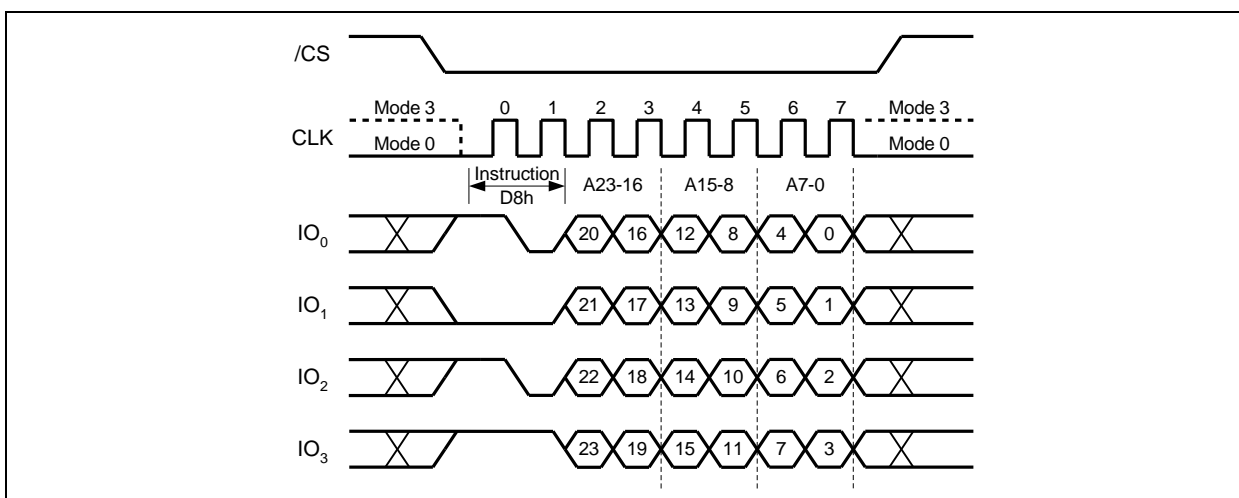 /CS
Mode 3 0 1 2 3 4 5 6 7 Mode 3
CLK
Mode 0 Mode 0
Instruction
D8h
A23-16 A15-8 A7-0
IO0 20 16 12 8 4 0
IO1 21 17 13 9 5 1
IO2 22 18 14 10 6 2
IO3 23 19 15 11 7 3